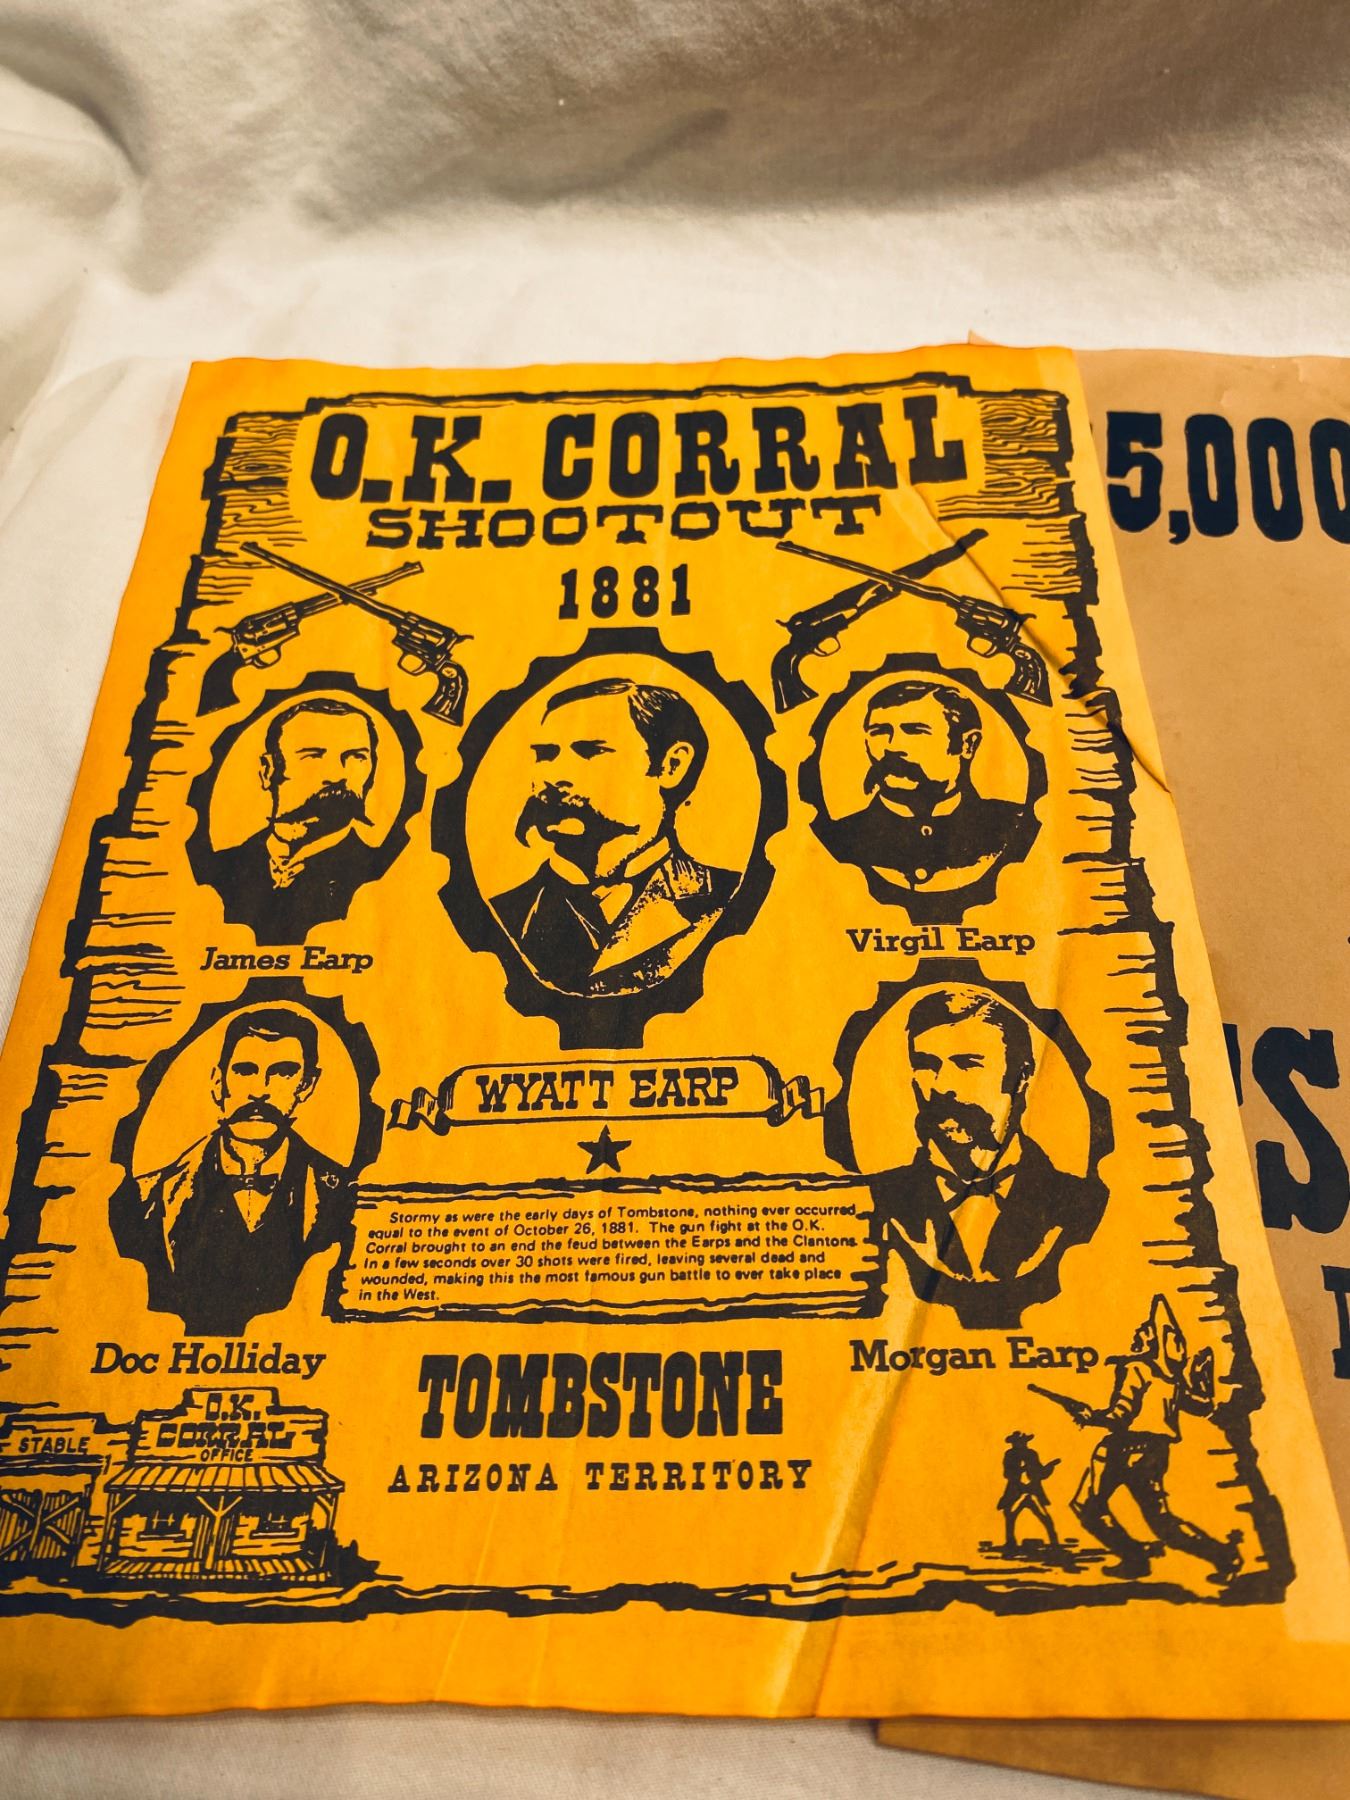 O.K. CORRAL
SHOOTOUT
1881
James Earp
Virgil Earp
WYATT EARP
Stormy as were the early days of Tombstone, nothing ever occurred
equal to the event of October 26, 1881. The gun fight at the O.K.
Corral brought to an end the feud between the Earps and the Clantons.
In a few seconds over 30 shots were fired, leaving several dead and
wounded, making this the most famous gun battle to ever take place
in the West.
Doc Holliday
Morgan Earp
TOMBSTONE
ARIZONA TERRITORY
STABLE
O.K.
CORRAL
OFFICE
5,000
'S